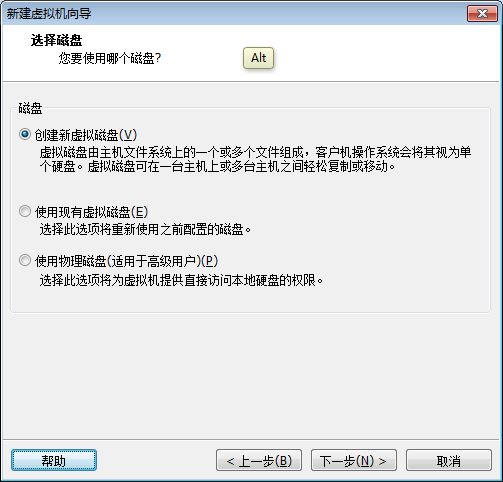 新建虚拟机向导
选择磁盘
您要使用哪个磁盘?
Alt
磁盘
创建新虚拟磁盘(V)
虚拟磁盘由主机文件系统上的一个或多个文件组成，客户机操作系统会将其视为单
个硬盘。虚拟磁盘可在一台主机上或多台主机之间轻松复制或移动。
使用现有虚拟磁盘(E)
选择此选项将重新使用之前配置的磁盘。
使用物理磁盘(适用于高级用户)(P)
选择此选项将为虚拟机提供直接访问本地硬盘的权限。
帮助
< 上一步(B)
下一步(N) >
取消